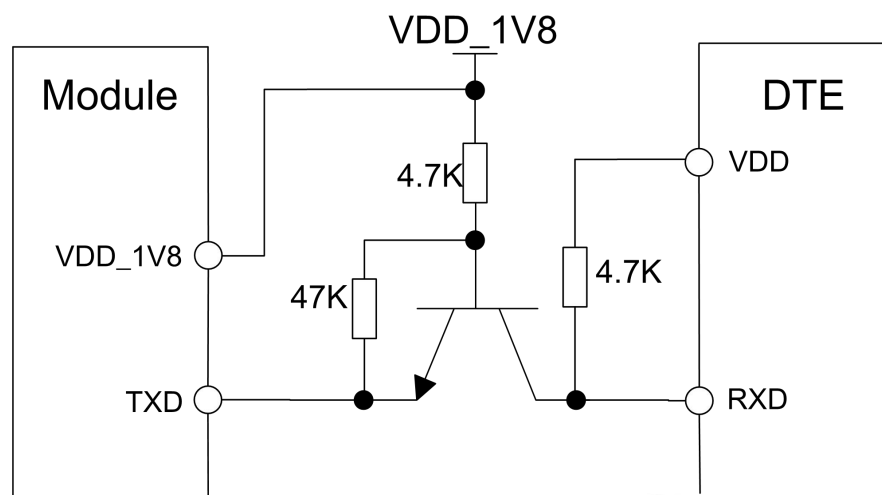 VDD_1V8
Module
DTE
4.7K
VDD
VDD_1V8
47K
4.7K
TXD
RXD